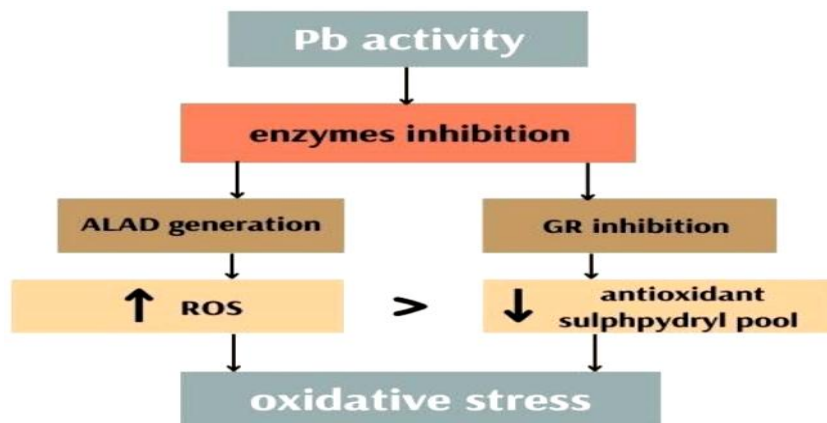 Pb activity
enzymes inhibition
ALAD generation
GR inhibition
↑ ROS
>
↓ antioxidant
sulphpydryl pool
oxidative stress